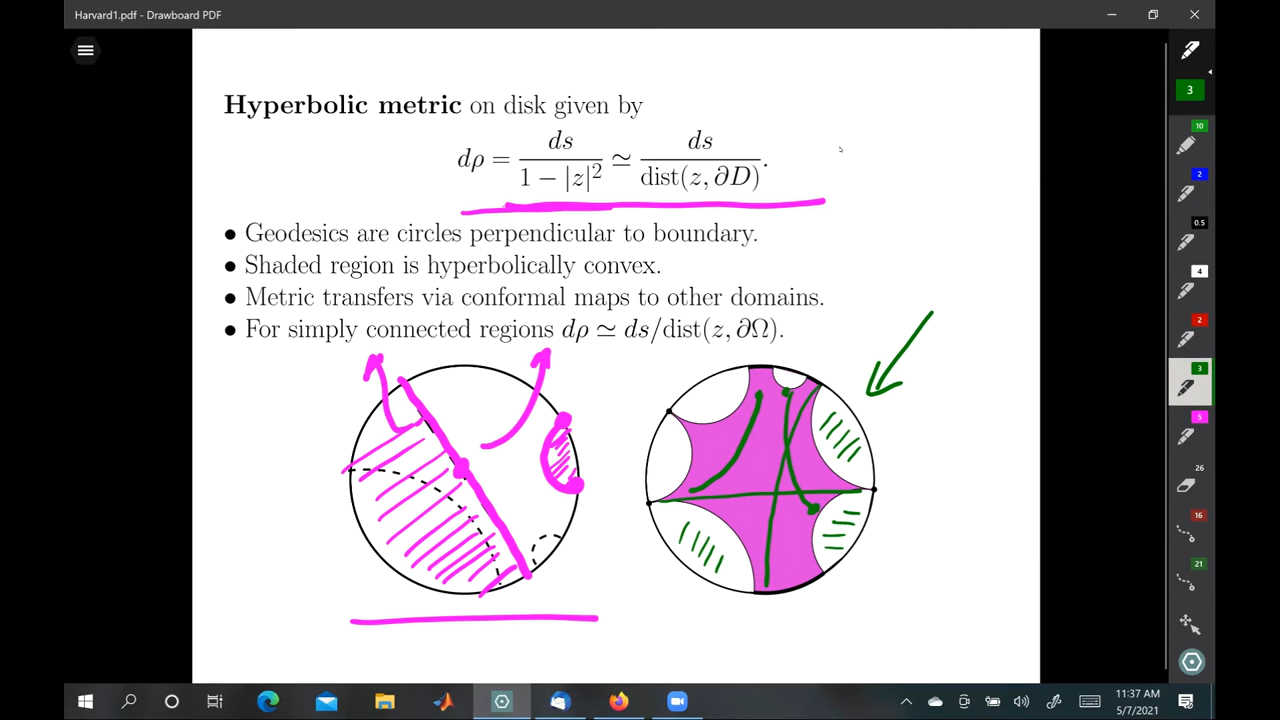 Harvard1.pdf - Drawboard PDF
Hyperbolic metric on disk given by
dρ = ds / (1 − |z|²) ≃ ds / dist(z, ∂D).
• Geodesics are circles perpendicular to boundary.
• Shaded region is hyperbolically convex.
• Metric transfers via conformal maps to other domains.
• For simply connected regions dρ ≃ ds/dist(z, ∂Ω).
3
10
2
0.5
4
2
3
5
26
16
21
11:37 AM
5/7/2021